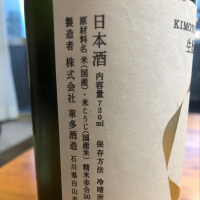 日本酒 内容量720ml 保存方法 冷暗所
原材料名 米(国産)・米こうじ(国産米) 精米歩合50
製造者 株式会社 車多酒造 石川県白山市
KIMOTO